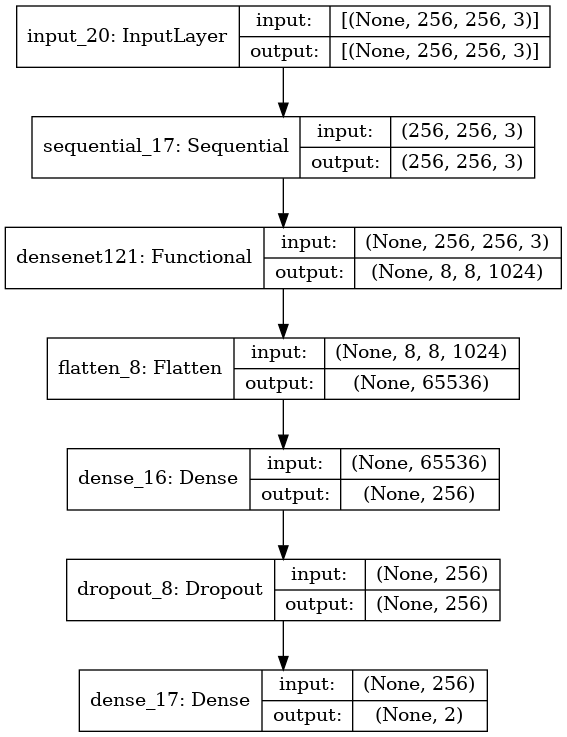 input_20: InputLayer
input:
[(None, 256, 256, 3)]
output:
[(None, 256, 256, 3)]
sequential_17: Sequential
input:
(256, 256, 3)
output:
(256, 256, 3)
densenet121: Functional
input:
(None, 256, 256, 3)
output:
(None, 8, 8, 1024)
flatten_8: Flatten
input:
(None, 8, 8, 1024)
output:
(None, 65536)
dense_16: Dense
input:
(None, 65536)
output:
(None, 256)
dropout_8: Dropout
input:
(None, 256)
output:
(None, 256)
dense_17: Dense
input:
(None, 256)
output:
(None, 2)